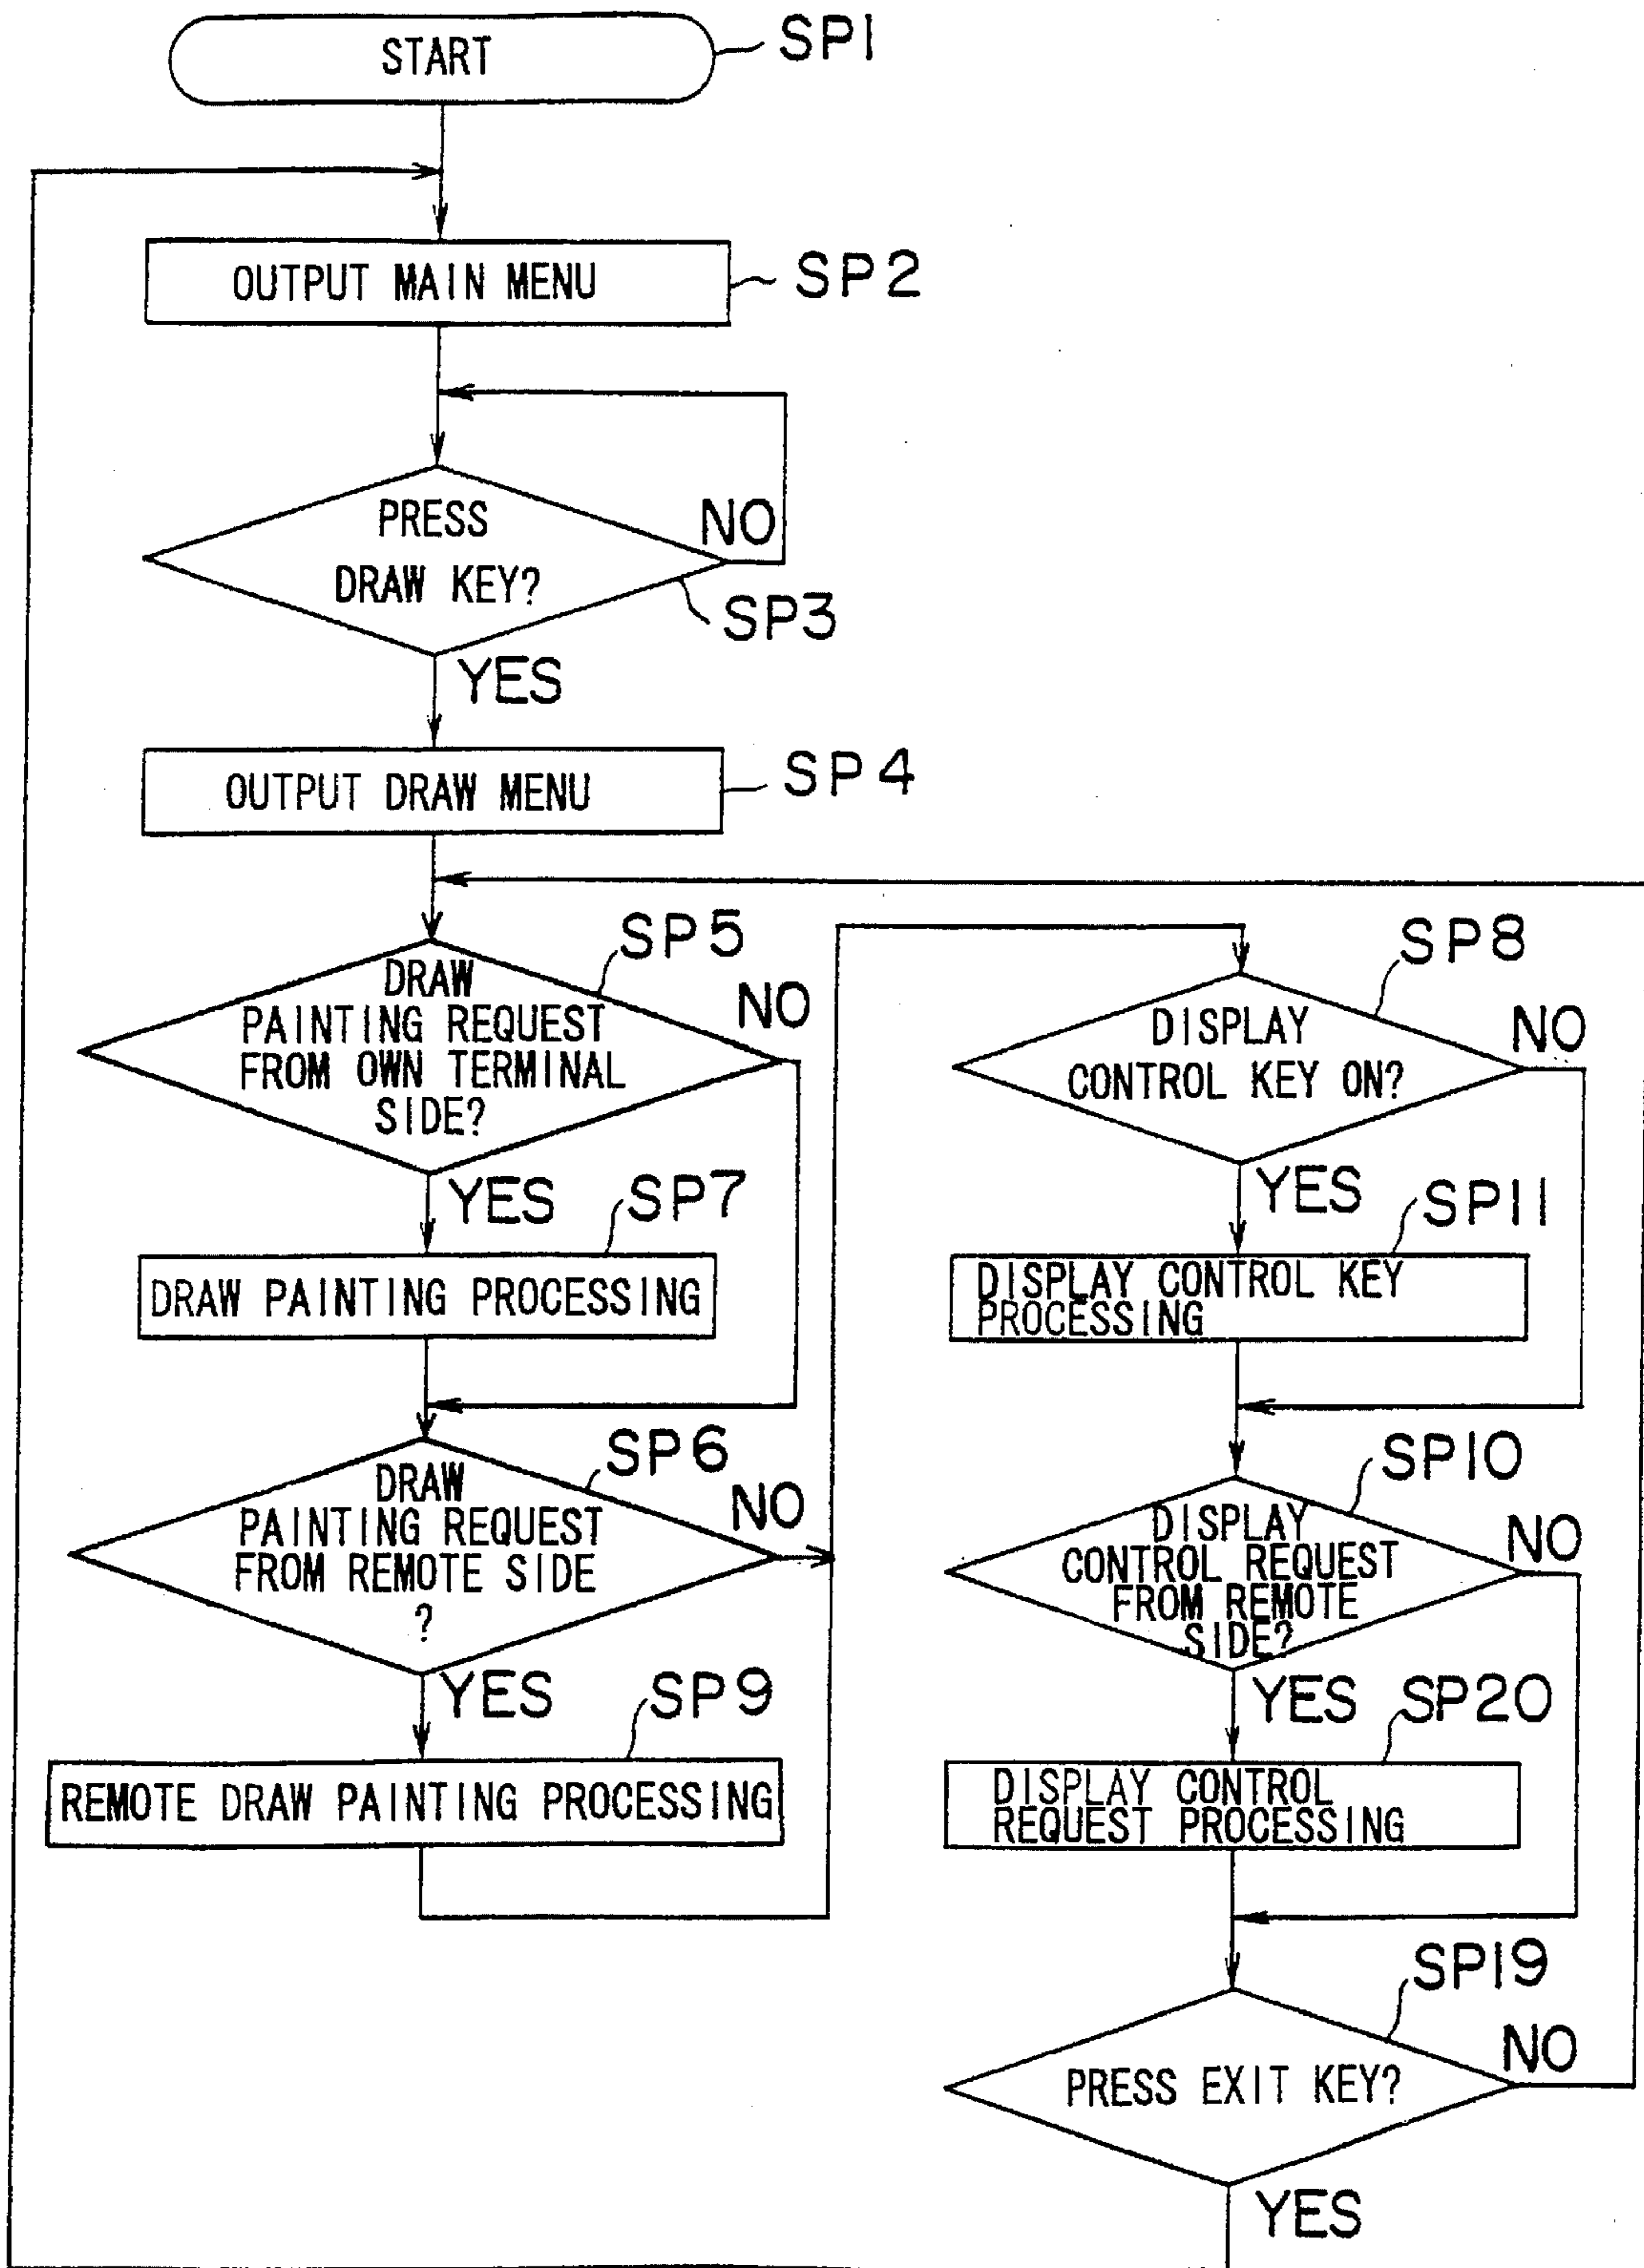 START
SP1
OUTPUT MAIN MENU
SP2
PRESS
DRAW KEY?
NO
SP3
YES
OUTPUT DRAW MENU
SP4
SP5
DRAW
PAINTING REQUEST
FROM OWN TERMINAL
SIDE?
NO
YES
SP7
DRAW PAINTING PROCESSING
SP6
DRAW
PAINTING REQUEST
FROM REMOTE SIDE
?
NO
YES
SP9
REMOTE DRAW PAINTING PROCESSING
SP8
DISPLAY
CONTROL KEY ON?
NO
YES
SP11
DISPLAY CONTROL KEY
PROCESSING
SP10
DISPLAY
CONTROL REQUEST
FROM REMOTE
SIDE?
NO
YES
SP20
DISPLAY CONTROL
REQUEST PROCESSING
SP19
PRESS EXIT KEY?
NO
YES